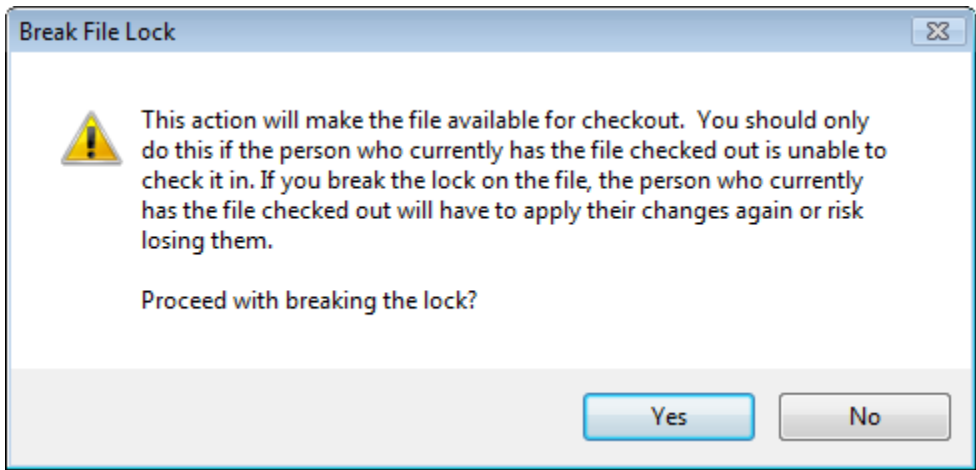 Break File Lock
This action will make the file available for checkout.  You should only
do this if the person who currently has the file checked out is unable to
check it in. If you break the lock on the file, the person who currently
has the file checked out will have to apply their changes again or risk
losing them.
Proceed with breaking the lock?
Yes
No